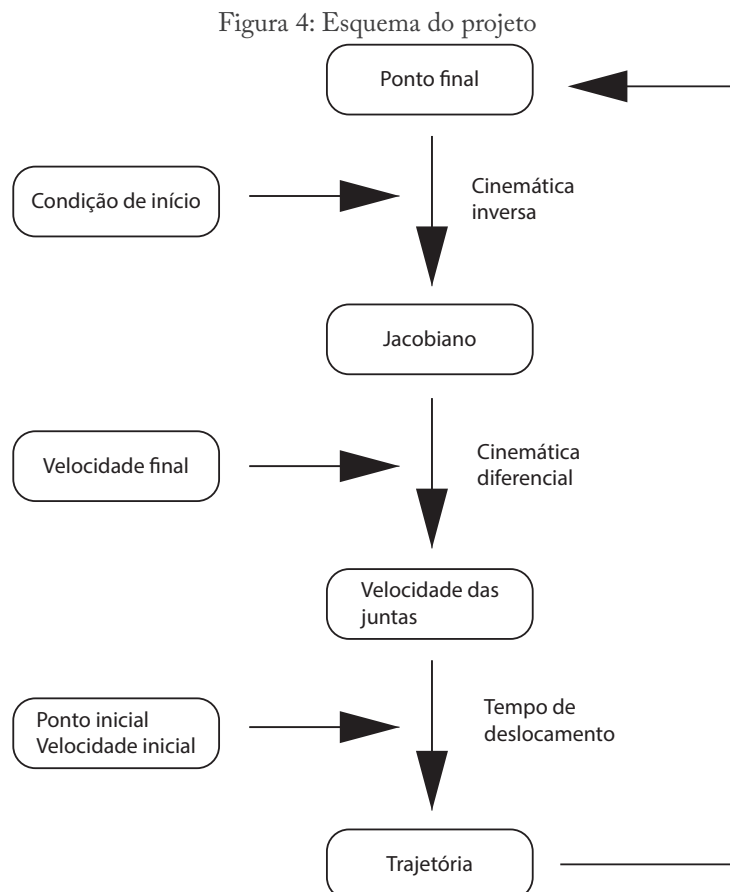 Figura 4: Esquema do projeto
Ponto final
Condição de início
Cinemática
inversa
Jacobiano
Velocidade final
Cinemática
diferencial
Velocidade das
juntas
Ponto inicial
Velocidade inicial
Tempo de
deslocamento
Trajetória